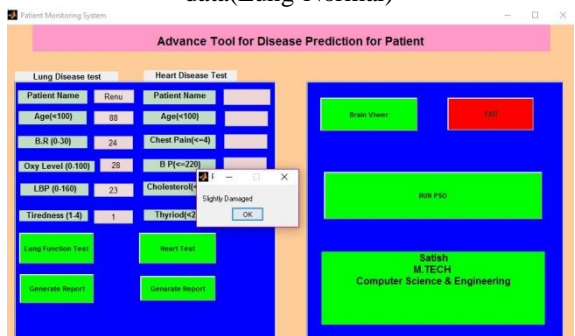 data(Lung Normal)
Patient Monitoring System
Advance Tool for Disease Prediction for Patient
Lung Disease test
Heart Disease Test
Patient Name Renu
Age(<100) 88
B.R (0-30) 24
Oxy Level (0-100) 28
LBP (0-160) 23
Tiredness (1-4) 1
Lung Function Test
Generate Report
Patient Name
Age(<100)
Chest Pain(<=4)
B P(<=220)
Cholesterol(
Thyriod(<2
Heart Test
Generate Report
Slightly Damaged
OK
Brain Viwer
EXIT
RUN PSO
Satish
M.TECH
Computer Science & Engineering